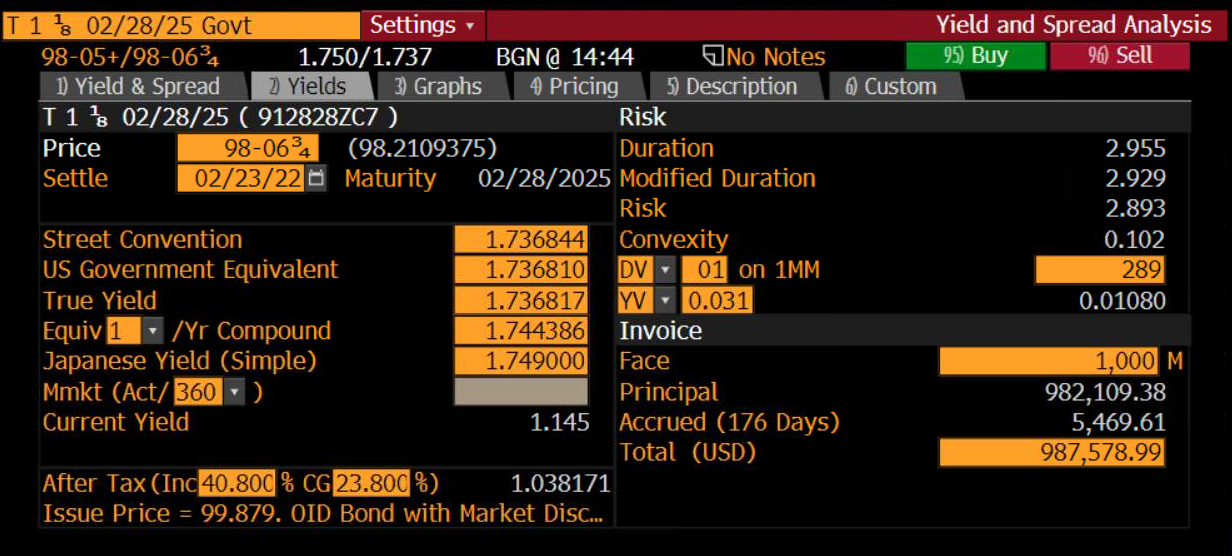 T 1 ⅛ 02/28/25 Govt Settings Yield and Spread Analysis
98-05+/98-06¾ 1.750/1.737 BGN @ 14:44 No Notes 95) Buy 96) Sell
1) Yield & Spread 2) Yields 3) Graphs 4) Pricing 5) Description 6) Custom
T 1 ⅛ 02/28/25 ( 912828ZC7 ) Risk
Price 98-06¾ (98.2109375) Duration 2.955
Settle 02/23/22 Maturity 02/28/2025 Modified Duration 2.929
Risk 2.893
Street Convention 1.736844 Convexity 0.102
US Government Equivalent 1.736810 DV 01 on 1MM 289
True Yield 1.736817 YV 0.031 0.01080
Equiv 1 /Yr Compound 1.744386 Invoice
Japanese Yield (Simple) 1.749000 Face 1,000 M
Mmkt (Act/ 360 ) Principal 982,109.38
Current Yield 1.145 Accrued (176 Days) 5,469.61
Total (USD) 987,578.99
After Tax (Inc 40.800 % CG 23.800 %) 1.038171
Issue Price = 99.879. OID Bond with Market Disc...